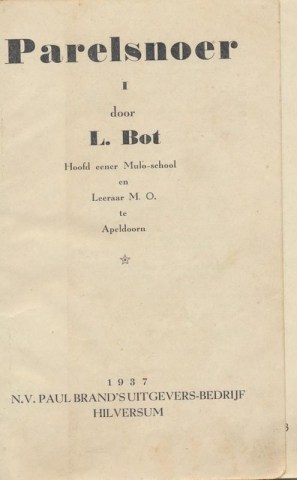 Parelsnoer
I
door
L. Bot
Hoofd eener Mulo-school
en
Leeraar M. O.
te
Apeldoorn
1937
N.V. PAUL BRAND'S UITGEVERS-BEDRIJF
HILVERSUM